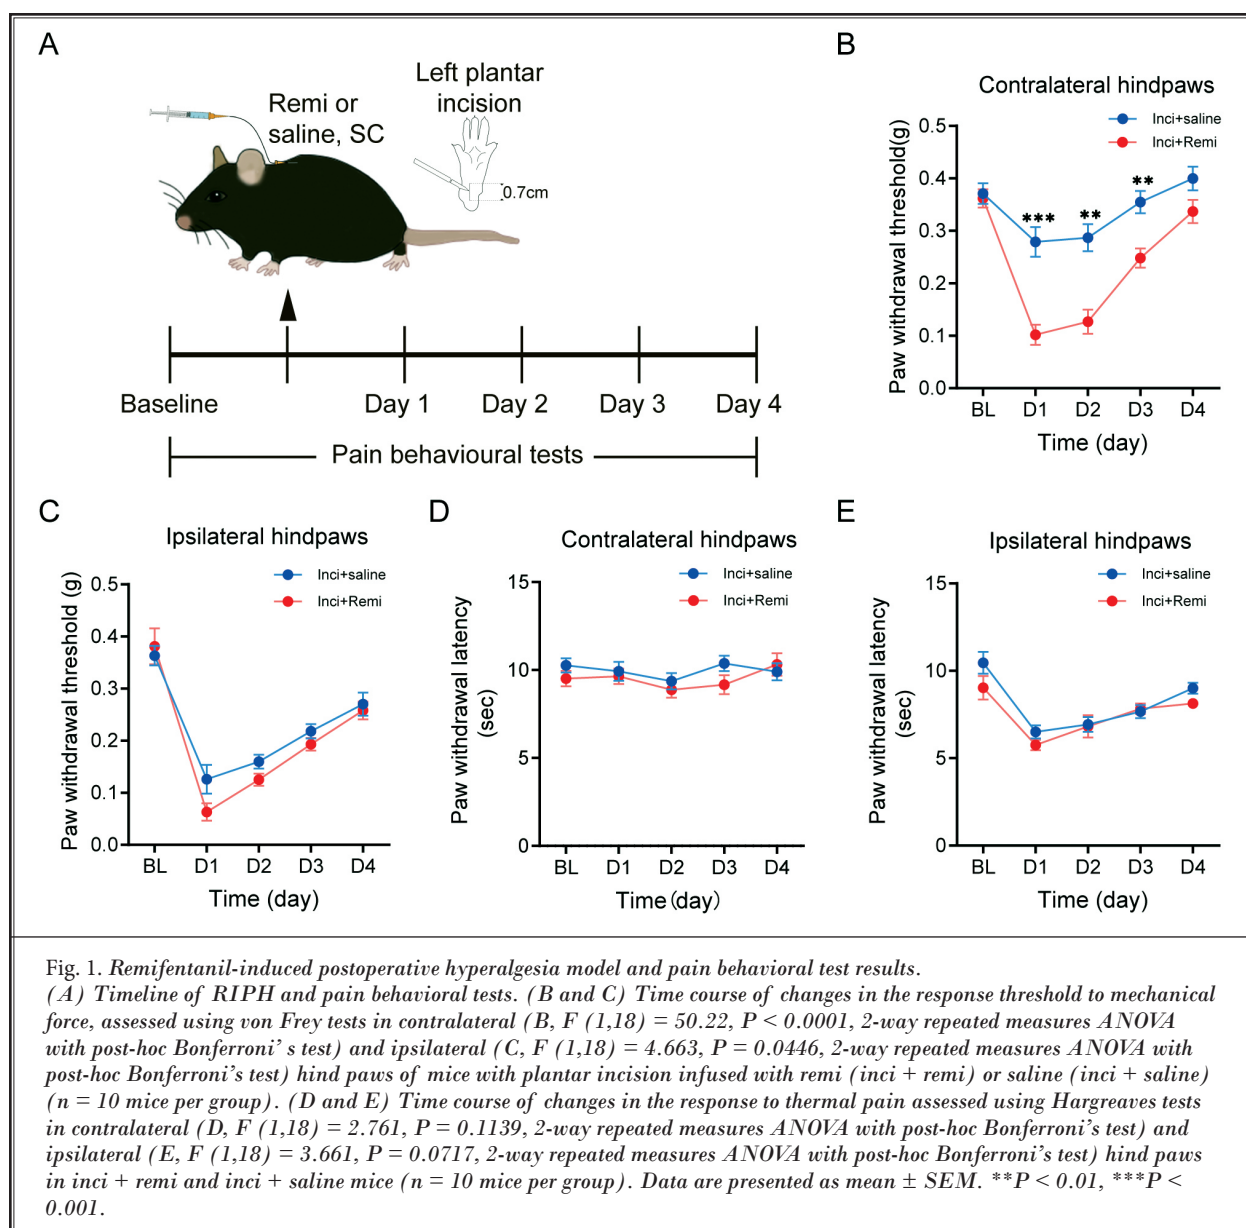 A
Remi or
saline, SC
Left plantar
incision
0.7cm
Baseline
Day 1
Day 2
Day 3
Day 4
Pain behavioural tests
B
Contralateral hindpaws
Inci+saline
Inci+Remi
Paw withdrawal threshold(g)
0.5
0.4
0.3
0.2
0.1
0.0
***
**
**
BL D1 D2 D3 D4
Time (day)
C
Ipsilateral hindpaws
Inci+saline
Inci+Remi
Paw withdrawal threshold (g)
0.5
0.4
0.3
0.2
0.1
0.0
BL D1 D2 D3 D4
Time (day)
D
Contralateral hindpaws
Inci+saline
Inci+Remi
Paw withdrawal latency
(sec)
15
10
5
0
BL D1 D2 D3 D4
Time(day)
E
Ipsilateral hindpaws
Inci+saline
Inci+Remi
Paw withdrawal latency
(sec)
15
10
5
0
BL D1 D2 D3 D4
Time (day)
Fig. 1. Remifentanil-induced postoperative hyperalgesia model and pain behavioral test results.
(A) Timeline of RIPH and pain behavioral tests. (B and C) Time course of changes in the response threshold to mechanical
force, assessed using von Frey tests in contralateral (B, F (1,18) = 50.22, P < 0.0001, 2-way repeated measures ANOVA
with post-hoc Bonferroni' s test) and ipsilateral (C, F (1,18) = 4.663, P = 0.0446, 2-way repeated measures ANOVA with
post-hoc Bonferroni's test) hind paws of mice with plantar incision infused with remi (inci + remi) or saline (inci + saline)
(n = 10 mice per group). (D and E) Time course of changes in the response to thermal pain assessed using Hargreaves tests
in contralateral (D, F (1,18) = 2.761, P = 0.1139, 2-way repeated measures ANOVA with post-hoc Bonferroni's test) and
ipsilateral (E, F (1,18) = 3.661, P = 0.0717, 2-way repeated measures ANOVA with post-hoc Bonferroni's test) hind paws
in inci + remi and inci + saline mice (n = 10 mice per group). Data are presented as mean ± SEM. **P < 0.01, ***P <
0.001.